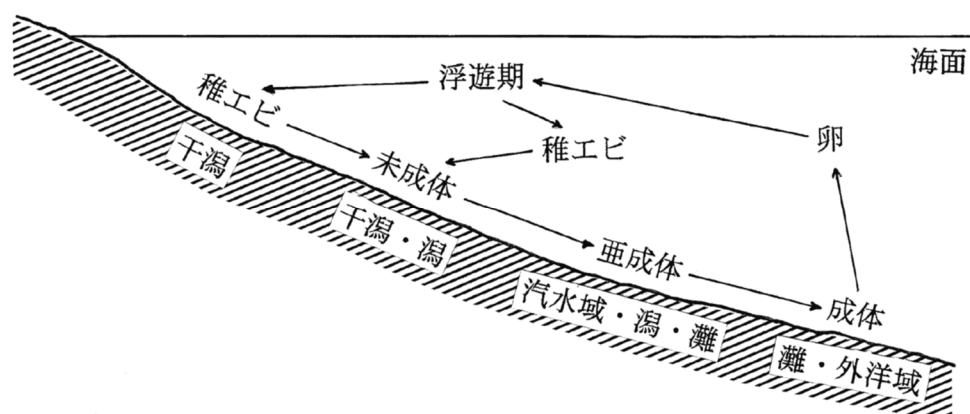 海面
浮遊期
稚エビ
卵
稚エビ
干潟
未成体
干潟・潟
亜成体
汽水域・潟・灘
成体
灘・外洋域